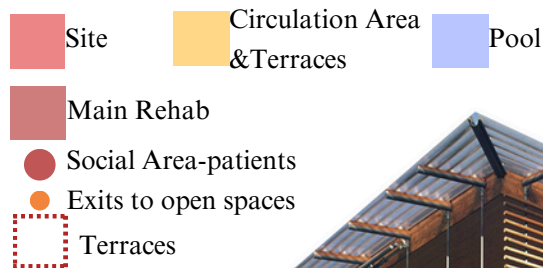 Site
Circulation Area
&Terraces
Pool
Main Rehab
Social Area-patients
Exits to open spaces
Terraces